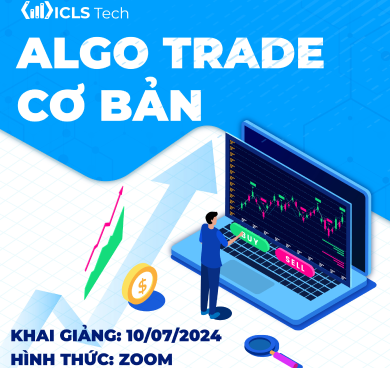 ICLS Tech
ALGO TRADE
CƠ BẢN
BUY
SELL
KHAI GIẢNG: 10/07/2024
HÌNH THỨC: ZOOM